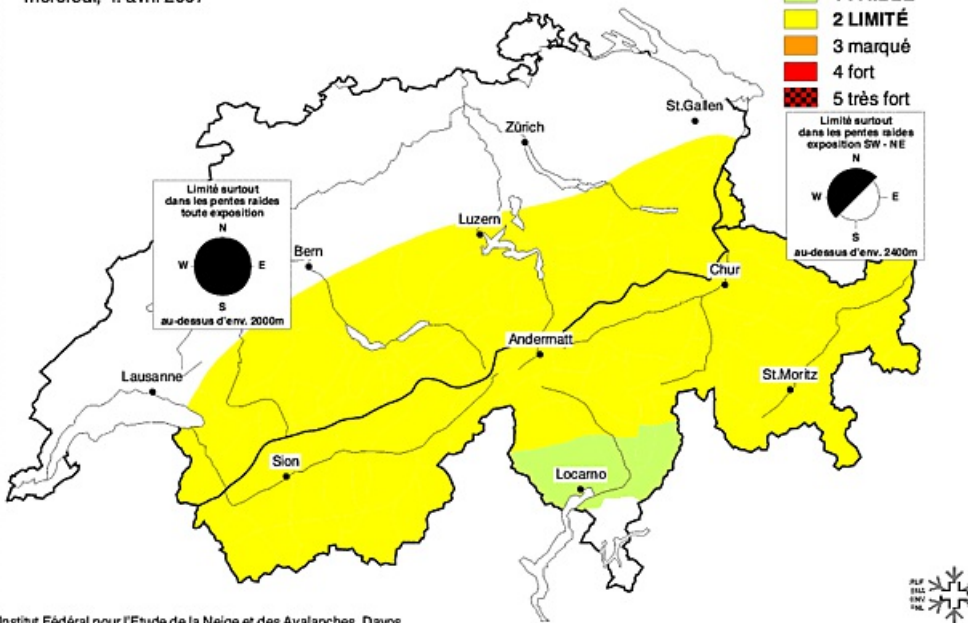 2 LIMITÉ
3 marqué
4 fort
5 très fort
St.Gallen
Zürich
Limité surtout
dans les pentes raides
exposition SW - NE
N
W
E
S
au-dessus d'env. 2400m
Limité surtout
dans les pentes raides
toute exposition
N
W
E
S
au-dessus d'env. 2000m
Luzern
Bern
Chur
Andermatt
Lausanne
St.Moritz
Sion
Locarno
Institut Fédéral pour l'Etude de la Neige et des Avalanches, Davos